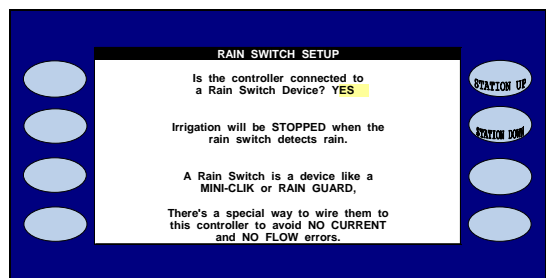 RAIN SWITCH SETUP
Is the controller connected to
a Rain Switch Device? YES
STATION UP
Irrigation will be STOPPED when the
rain switch detects rain.
STATION DOWN
A Rain Switch is a device like a
MINI-CLIK or RAIN GUARD,
There's a special way to wire them to
this controller to avoid NO CURRENT
and NO FLOW errors.